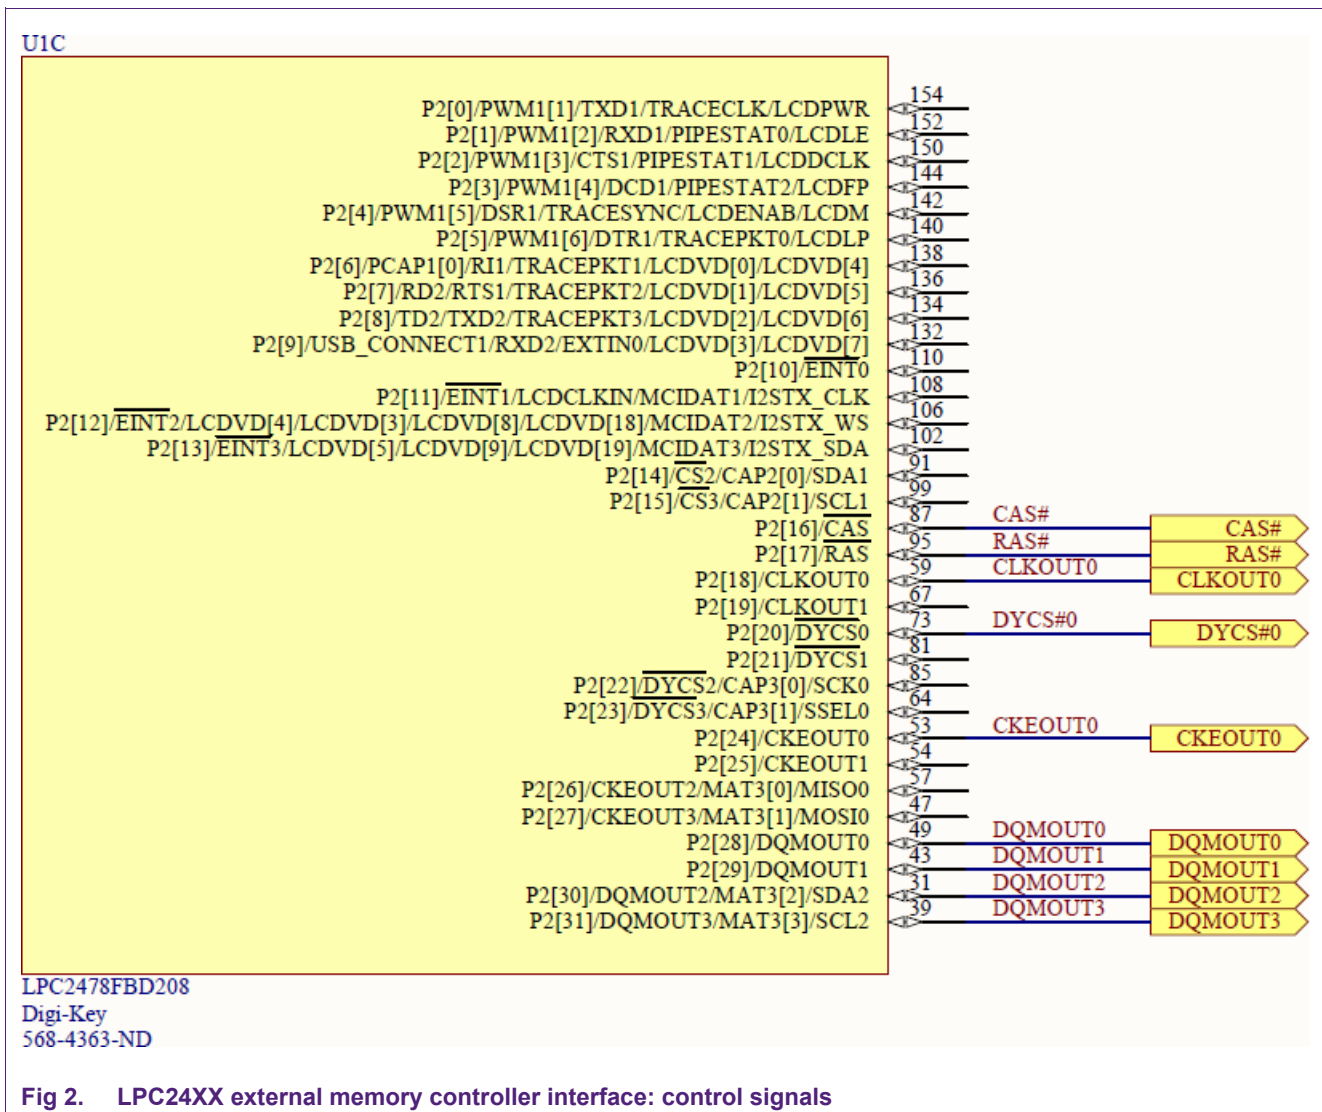 U1C
P2[0]/PWM1[1]/TXD1/TRACECLK/LCDPWR 154
P2[1]/PWM1[2]/RXD1/PIPESTAT0/LCDLE 152
P2[2]/PWM1[3]/CTS1/PIPESTAT1/LCDDCLK 150
P2[3]/PWM1[4]/DCD1/PIPESTAT2/LCDFP 144
P2[4]/PWM1[5]/DSR1/TRACESYNC/LCDENAB/LCDM 142
P2[5]/PWM1[6]/DTR1/TRACEPKT0/LCDLP 140
P2[6]/PCAP1[0]/RI1/TRACEPKT1/LCDVD[0]/LCDVD[4] 138
P2[7]/RD2/RTS1/TRACEPKT2/LCDVD[1]/LCDVD[5] 136
P2[8]/TD2/TXD2/TRACEPKT3/LCDVD[2]/LCDVD[6] 134
P2[9]/USB_CONNECT1/RXD2/EXTIN0/LCDVD[3]/LCDVD[7] 132
P2[10]/EINT0 110
P2[11]/EINT1/LCDCLKIN/MCIDAT1/I2STX_CLK 108
P2[12]/EINT2/LCDVD[4]/LCDVD[3]/LCDVD[8]/LCDVD[18]/MCIDAT2/I2STX_WS 106
P2[13]/EINT3/LCDVD[5]/LCDVD[9]/LCDVD[19]/MCIDAT3/I2STX_SDA 102
P2[14]/CS2/CAP2[0]/SDA1 91
P2[15]/CS3/CAP2[1]/SCL1 99
P2[16]/CAS 87 CAS# CAS#
P2[17]/RAS 95 RAS# RAS#
P2[18]/CLKOUT0 59 CLKOUT0 CLKOUT0
P2[19]/CLKOUT1 67
P2[20]/DYCS0 73 DYCS#0 DYCS#0
P2[21]/DYCS1 81
P2[22]/DYCS2/CAP3[0]/SCK0 85
P2[23]/DYCS3/CAP3[1]/SSEL0 64
P2[24]/CKEOUT0 53 CKEOUT0 CKEOUT0
P2[25]/CKEOUT1 54
P2[26]/CKEOUT2/MAT3[0]/MISO0 57
P2[27]/CKEOUT3/MAT3[1]/MOSI0 47
P2[28]/DQMOUT0 49 DQMOUT0 DQMOUT0
P2[29]/DQMOUT1 43 DQMOUT1 DQMOUT1
P2[30]/DQMOUT2/MAT3[2]/SDA2 31 DQMOUT2 DQMOUT2
P2[31]/DQMOUT3/MAT3[3]/SCL2 39 DQMOUT3 DQMOUT3
LPC2478FBD208
Digi-Key
568-4363-ND
Fig 2. LPC24XX external memory controller interface: control signals